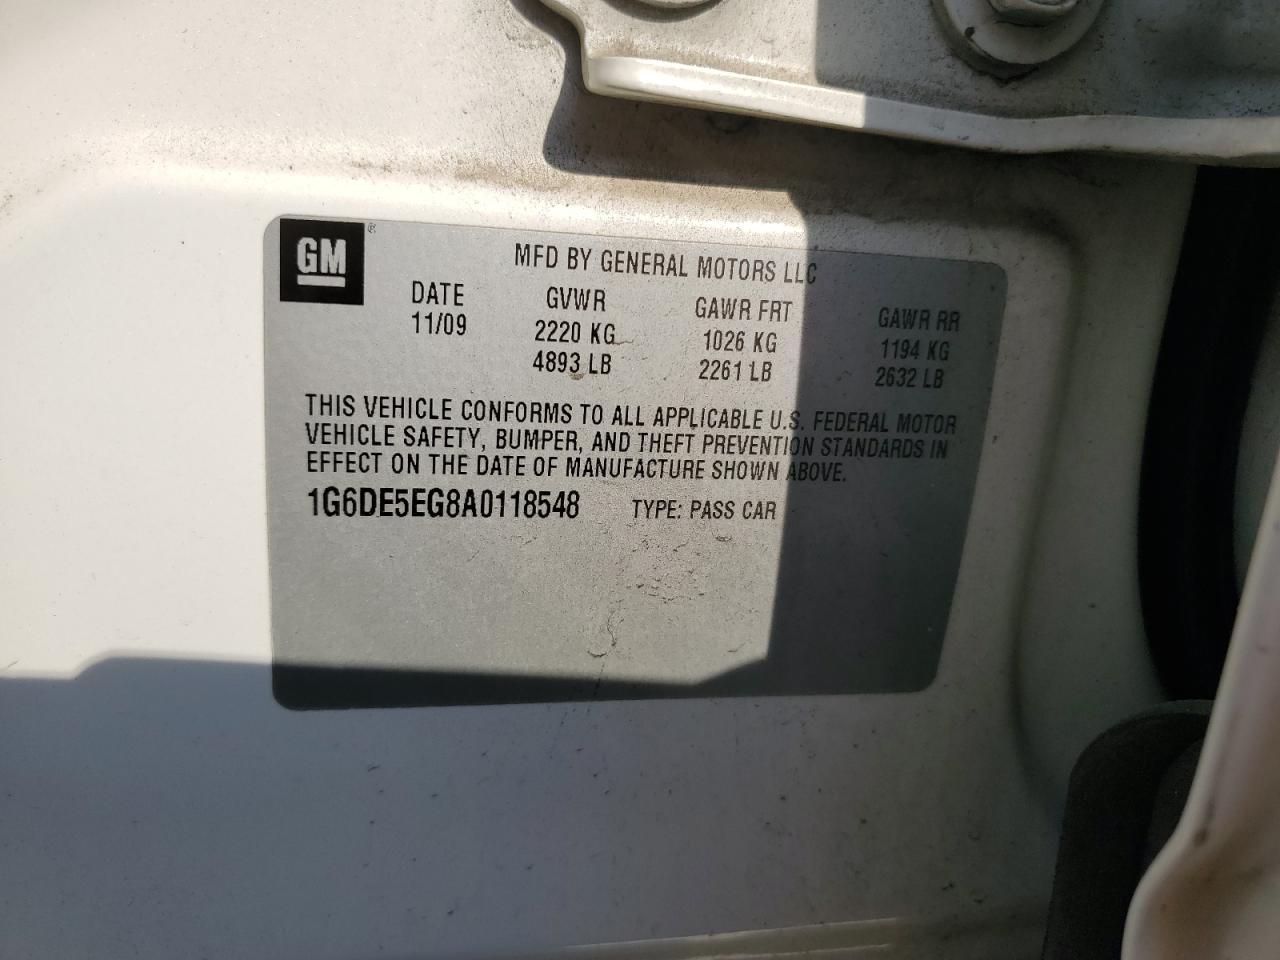 GM ®
MFD BY GENERAL MOTORS LLC
DATE GVWR GAWR FRT GAWR RR
11/09 2220 KG 1026 KG 1194 KG
4893 LB 2261 LB 2632 LB
THIS VEHICLE CONFORMS TO ALL APPLICABLE U.S. FEDERAL MOTOR
VEHICLE SAFETY, BUMPER, AND THEFT PREVENTION STANDARDS IN
EFFECT ON THE DATE OF MANUFACTURE SHOWN ABOVE.
1G6DE5EG8A0118548 TYPE: PASS CAR